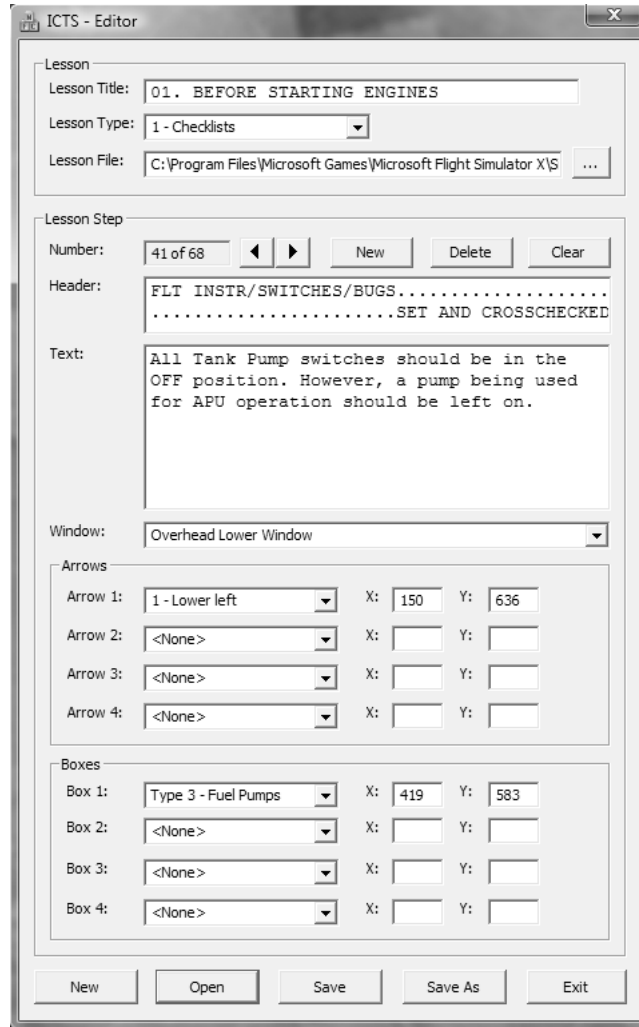 ICTS - Editor
Lesson
Lesson Title: 01. BEFORE STARTING ENGINES
Lesson Type: 1 - Checklists
Lesson File: C:\Program Files\Microsoft Games\Microsoft Flight Simulator X\S ...
Lesson Step
Number: 41 of 68 New Delete Clear
Header: FLT INSTR/SWITCHES/BUGS.....................
........................SET AND CROSSCHECKED
Text: All Tank Pump switches should be in the
OFF position. However, a pump being used
for APU operation should be left on.
Window: Overhead Lower Window
Arrows
Arrow 1: 1 - Lower left X: 150 Y: 636
Arrow 2: <None> X: Y:
Arrow 3: <None> X: Y:
Arrow 4: <None> X: Y:
Boxes
Box 1: Type 3 - Fuel Pumps X: 419 Y: 583
Box 2: <None> X: Y:
Box 3: <None> X: Y:
Box 4: <None> X: Y:
New Open Save Save As Exit